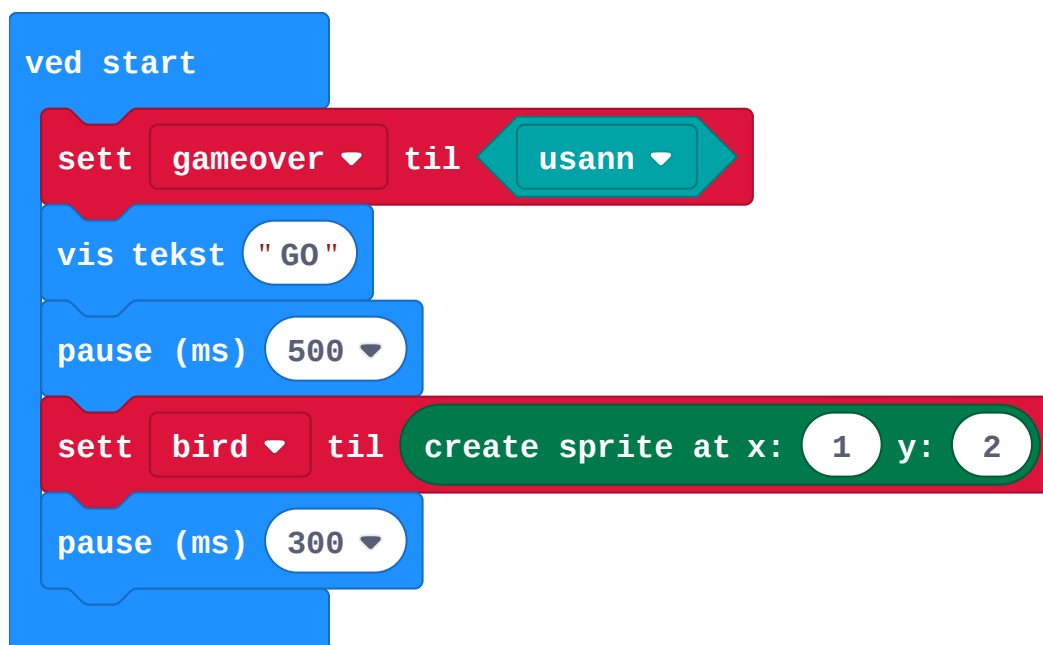 ved start
sett gameover til usann
vis tekst "GO"
pause (ms) 500
sett bird til create sprite at x: 1 y: 2
pause (ms) 300